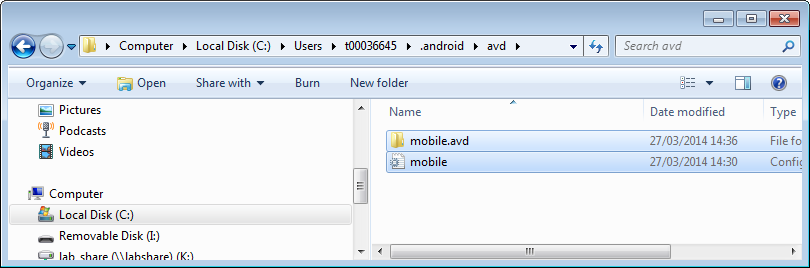 Computer Local Disk (C:) Users t00036645 .android avd Search avd
Organize Open Share with Burn New folder
Pictures
Podcasts
Videos
Computer
Local Disk (C:)
Removable Disk (I:)
lab_share (\\labshare) (K:)
Name Date modified Type
mobile.avd 27/03/2014 14:36 File fo
mobile 27/03/2014 14:30 Config